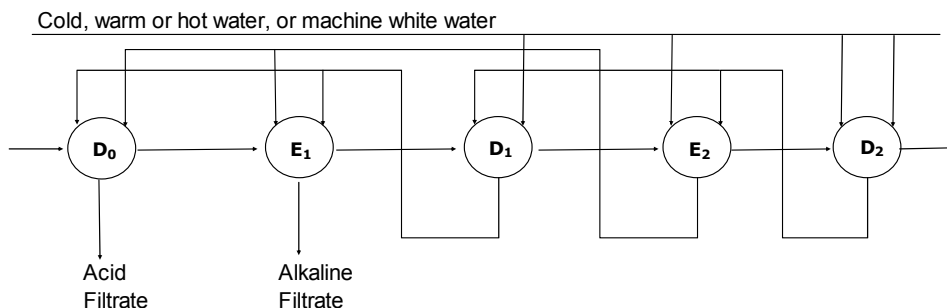 Cold, warm or hot water, or machine white water
D₀
E₁
D₁
E₂
D₂
Acid
Filtrate
Alkaline
Filtrate